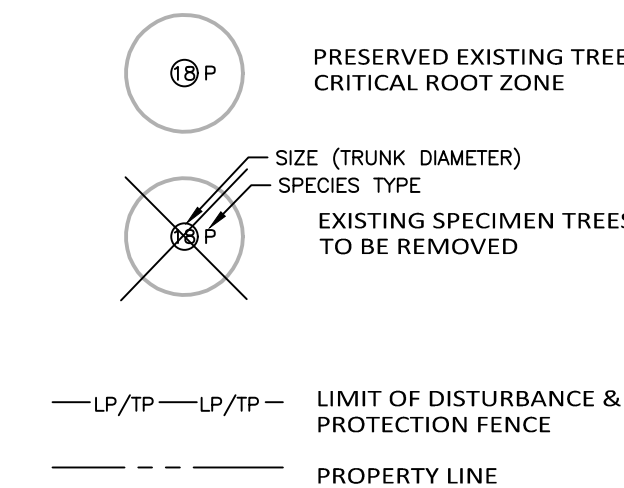 18 P
PRESERVED EXISTING TREE
CRITICAL ROOT ZONE
SIZE (TRUNK DIAMETER)
SPECIES TYPE
18 P
EXISTING SPECIMEN TREES
TO BE REMOVED
LP/TP LP/TP
LIMIT OF DISTURBANCE &
PROTECTION FENCE
PROPERTY LINE